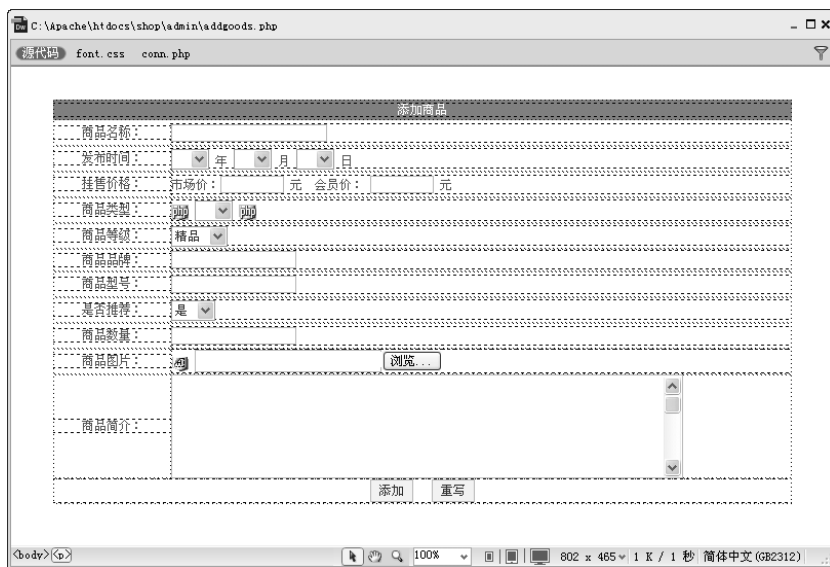 Dw C:\Apache\htdocs\shop\admin\addgoods.php
源代码 font.css conn.php
添加商品
商品名称：
发布时间： 年 月 日
挂售价格： 市场价： 元 会员价： 元
商品类型： php php
商品等级： 精品
商品品牌：
商品型号：
是否推荐： 是
商品数量：
商品图片： 浏览...
商品简介：
添加 重写
<body> <p> 100% 802 x 465 1 K / 1 秒 简体中文(GB2312)